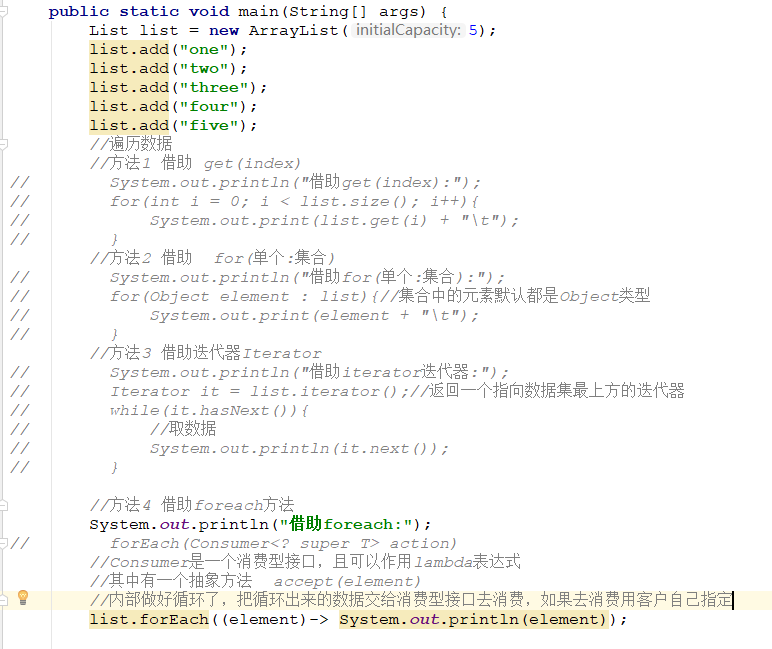 public static void main(String[] args) {
List list = new ArrayList( initialCapacity: 5);
list.add("one");
list.add("two");
list.add("three");
list.add("four");
list.add("five");
//遍历数据
//方法1 借助 get(index)
// System.out.println("借助get(index):");
// for(int i = 0; i < list.size(); i++){
// System.out.print(list.get(i) + "\t");
// }
//方法2 借助 for(单个:集合)
// System.out.println("借助for(单个:集合):");
// for(Object element : list){//集合中的元素默认都是Object类型
// System.out.print(element + "\t");
// }
//方法3 借助迭代器Iterator
// System.out.println("借助iterator迭代器:");
// Iterator it = list.iterator();//返回一个指向数据集最上方的迭代器
// while(it.hasNext()){
// //取数据
// System.out.println(it.next());
// }
//方法4 借助foreach方法
System.out.println("借助foreach:");
// forEach(Consumer<? super T> action)
//Consumer是一个消费型接口，且可以作用lambda表达式
//其中有一个抽象方法 accept(element)
//内部做好循环了，把循环出来的数据交给消费型接口去消费，如果去消费用客户自己指定
list.forEach((element)-> System.out.println(element));